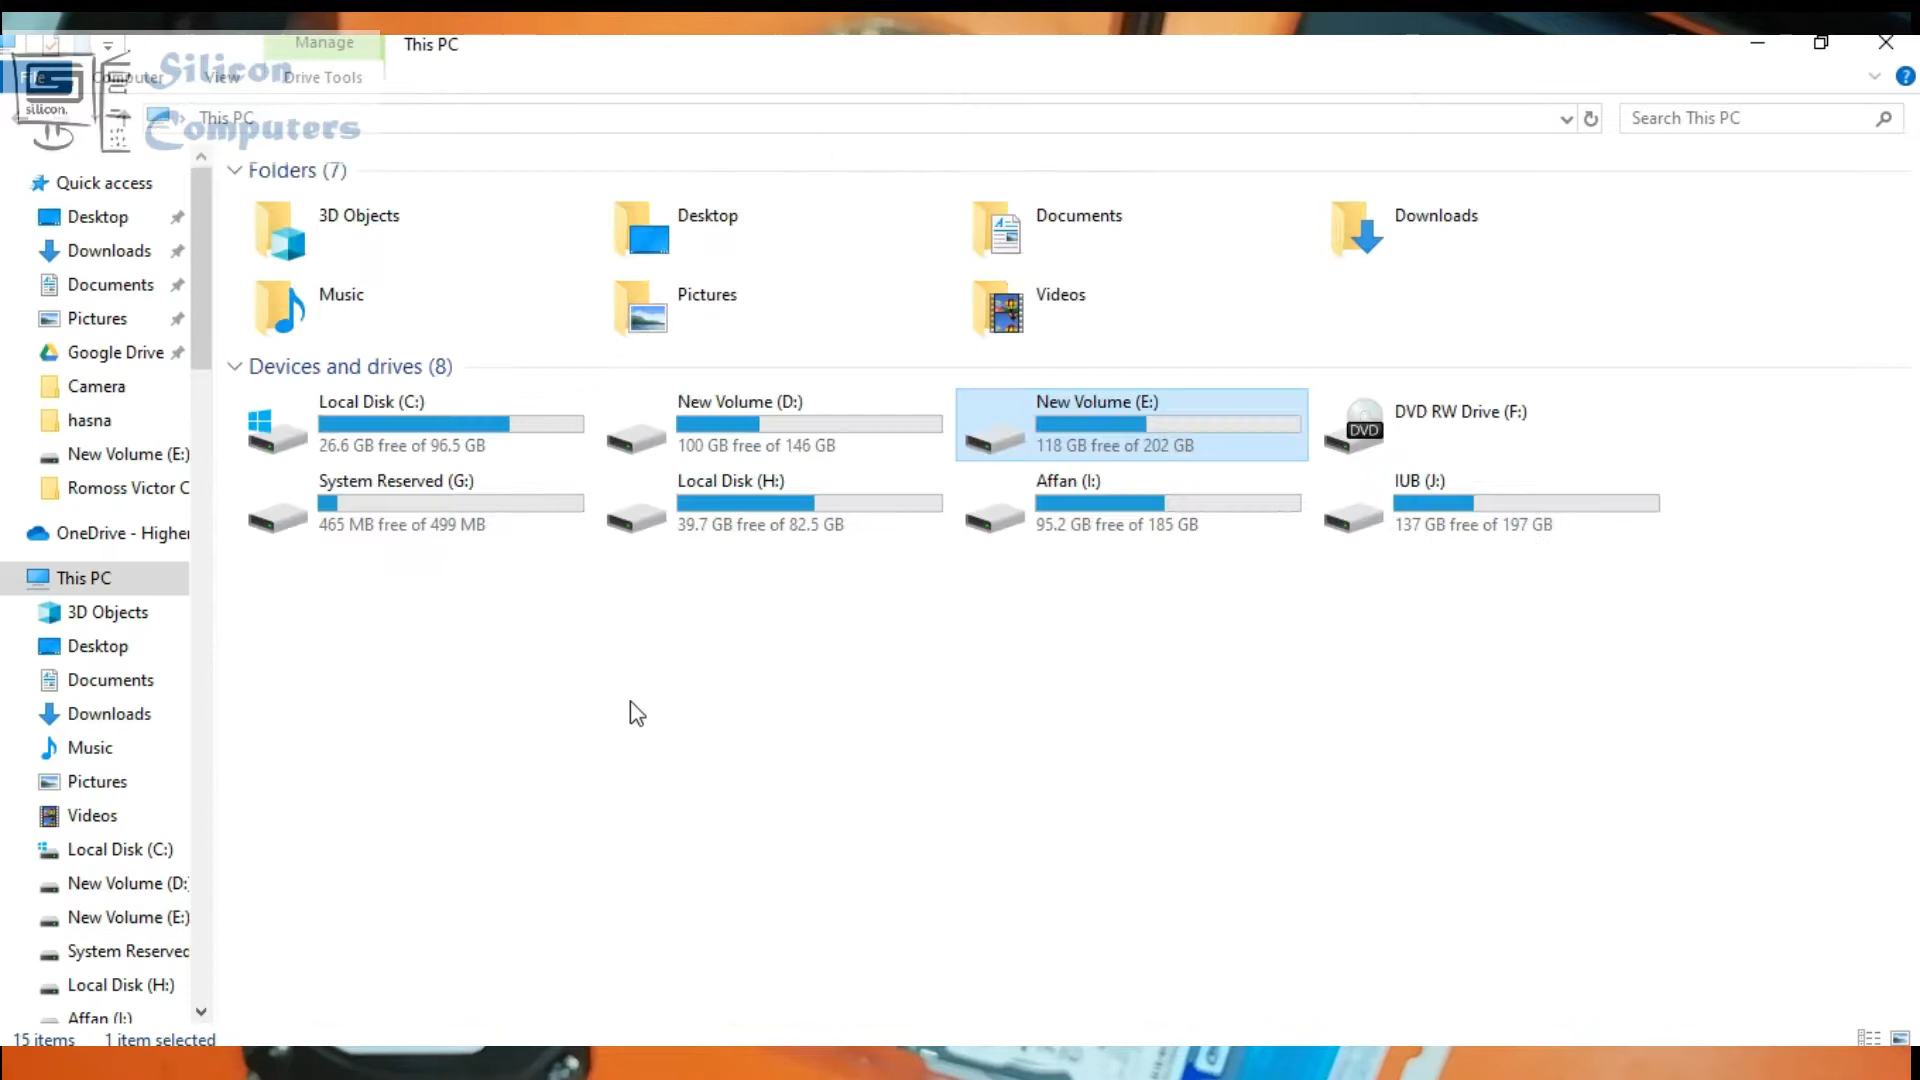 Manage
This PC
File
Computer
View
Drive Tools
Silicon
Computers
silicon.
This PC
Search This PC
Quick access
Desktop
Downloads
Documents
Pictures
Google Drive
Camera
hasna
New Volume (E:)
Romoss Victor C
OneDrive - Higher
This PC
3D Objects
Desktop
Documents
Downloads
Music
Pictures
Videos
Local Disk (C:)
New Volume (D:)
New Volume (E:)
System Reserved
Local Disk (H:)
Affan (I:)
Folders (7)
3D Objects
Desktop
Documents
Downloads
Music
Pictures
Videos
Devices and drives (8)
Local Disk (C:)
26.6 GB free of 96.5 GB
New Volume (D:)
100 GB free of 146 GB
New Volume (E:)
118 GB free of 202 GB
DVD RW Drive (F:)
DVD
System Reserved (G:)
465 MB free of 499 MB
Local Disk (H:)
39.7 GB free of 82.5 GB
Affan (I:)
95.2 GB free of 185 GB
IUB (J:)
137 GB free of 197 GB
15 items
1 item selected